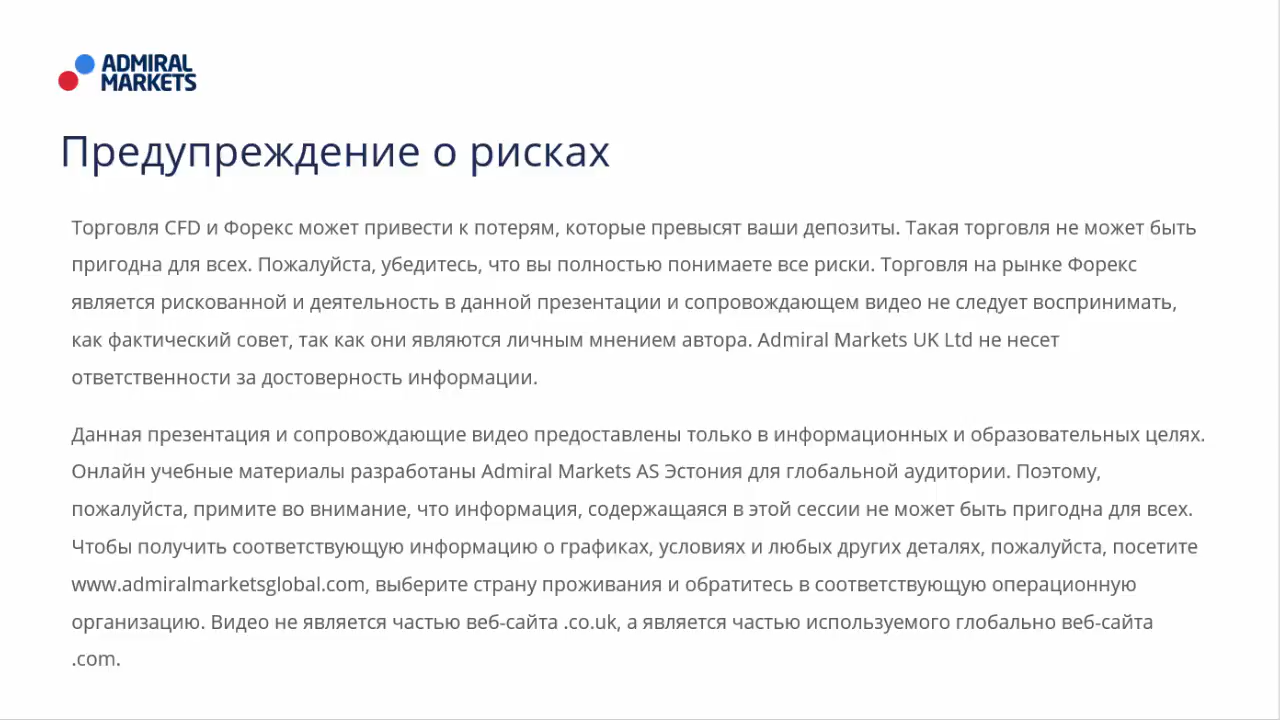 ADMIRAL
MARKETS
Предупреждение о рисках
Торговля CFD и Форекс может привести к потерям, которые превысят ваши депозиты. Такая торговля не может быть
пригодна для всех. Пожалуйста, убедитесь, что вы полностью понимаете все риски. Торговля на рынке Форекс
является рискованной и деятельность в данной презентации и сопровождающем видео не следует воспринимать,
как фактический совет, так как они являются личным мнением автора. Admiral Markets UK Ltd не несет
ответственности за достоверность информации.
Данная презентация и сопровождающие видео предоставлены только в информационных и образовательных целях.
Онлайн учебные материалы разработаны Admiral Markets AS Эстония для глобальной аудитории. Поэтому,
пожалуйста, примите во внимание, что информация, содержащаяся в этой сессии не может быть пригодна для всех.
Чтобы получить соответствующую информацию о графиках, условиях и любых других деталях, пожалуйста, посетите
www.admiralmarketsglobal.com, выберите страну проживания и обратитесь в соответствующую операционную
организацию. Видео не является частью веб-сайта .co.uk, а является частью используемого глобально веб-сайта
.com.